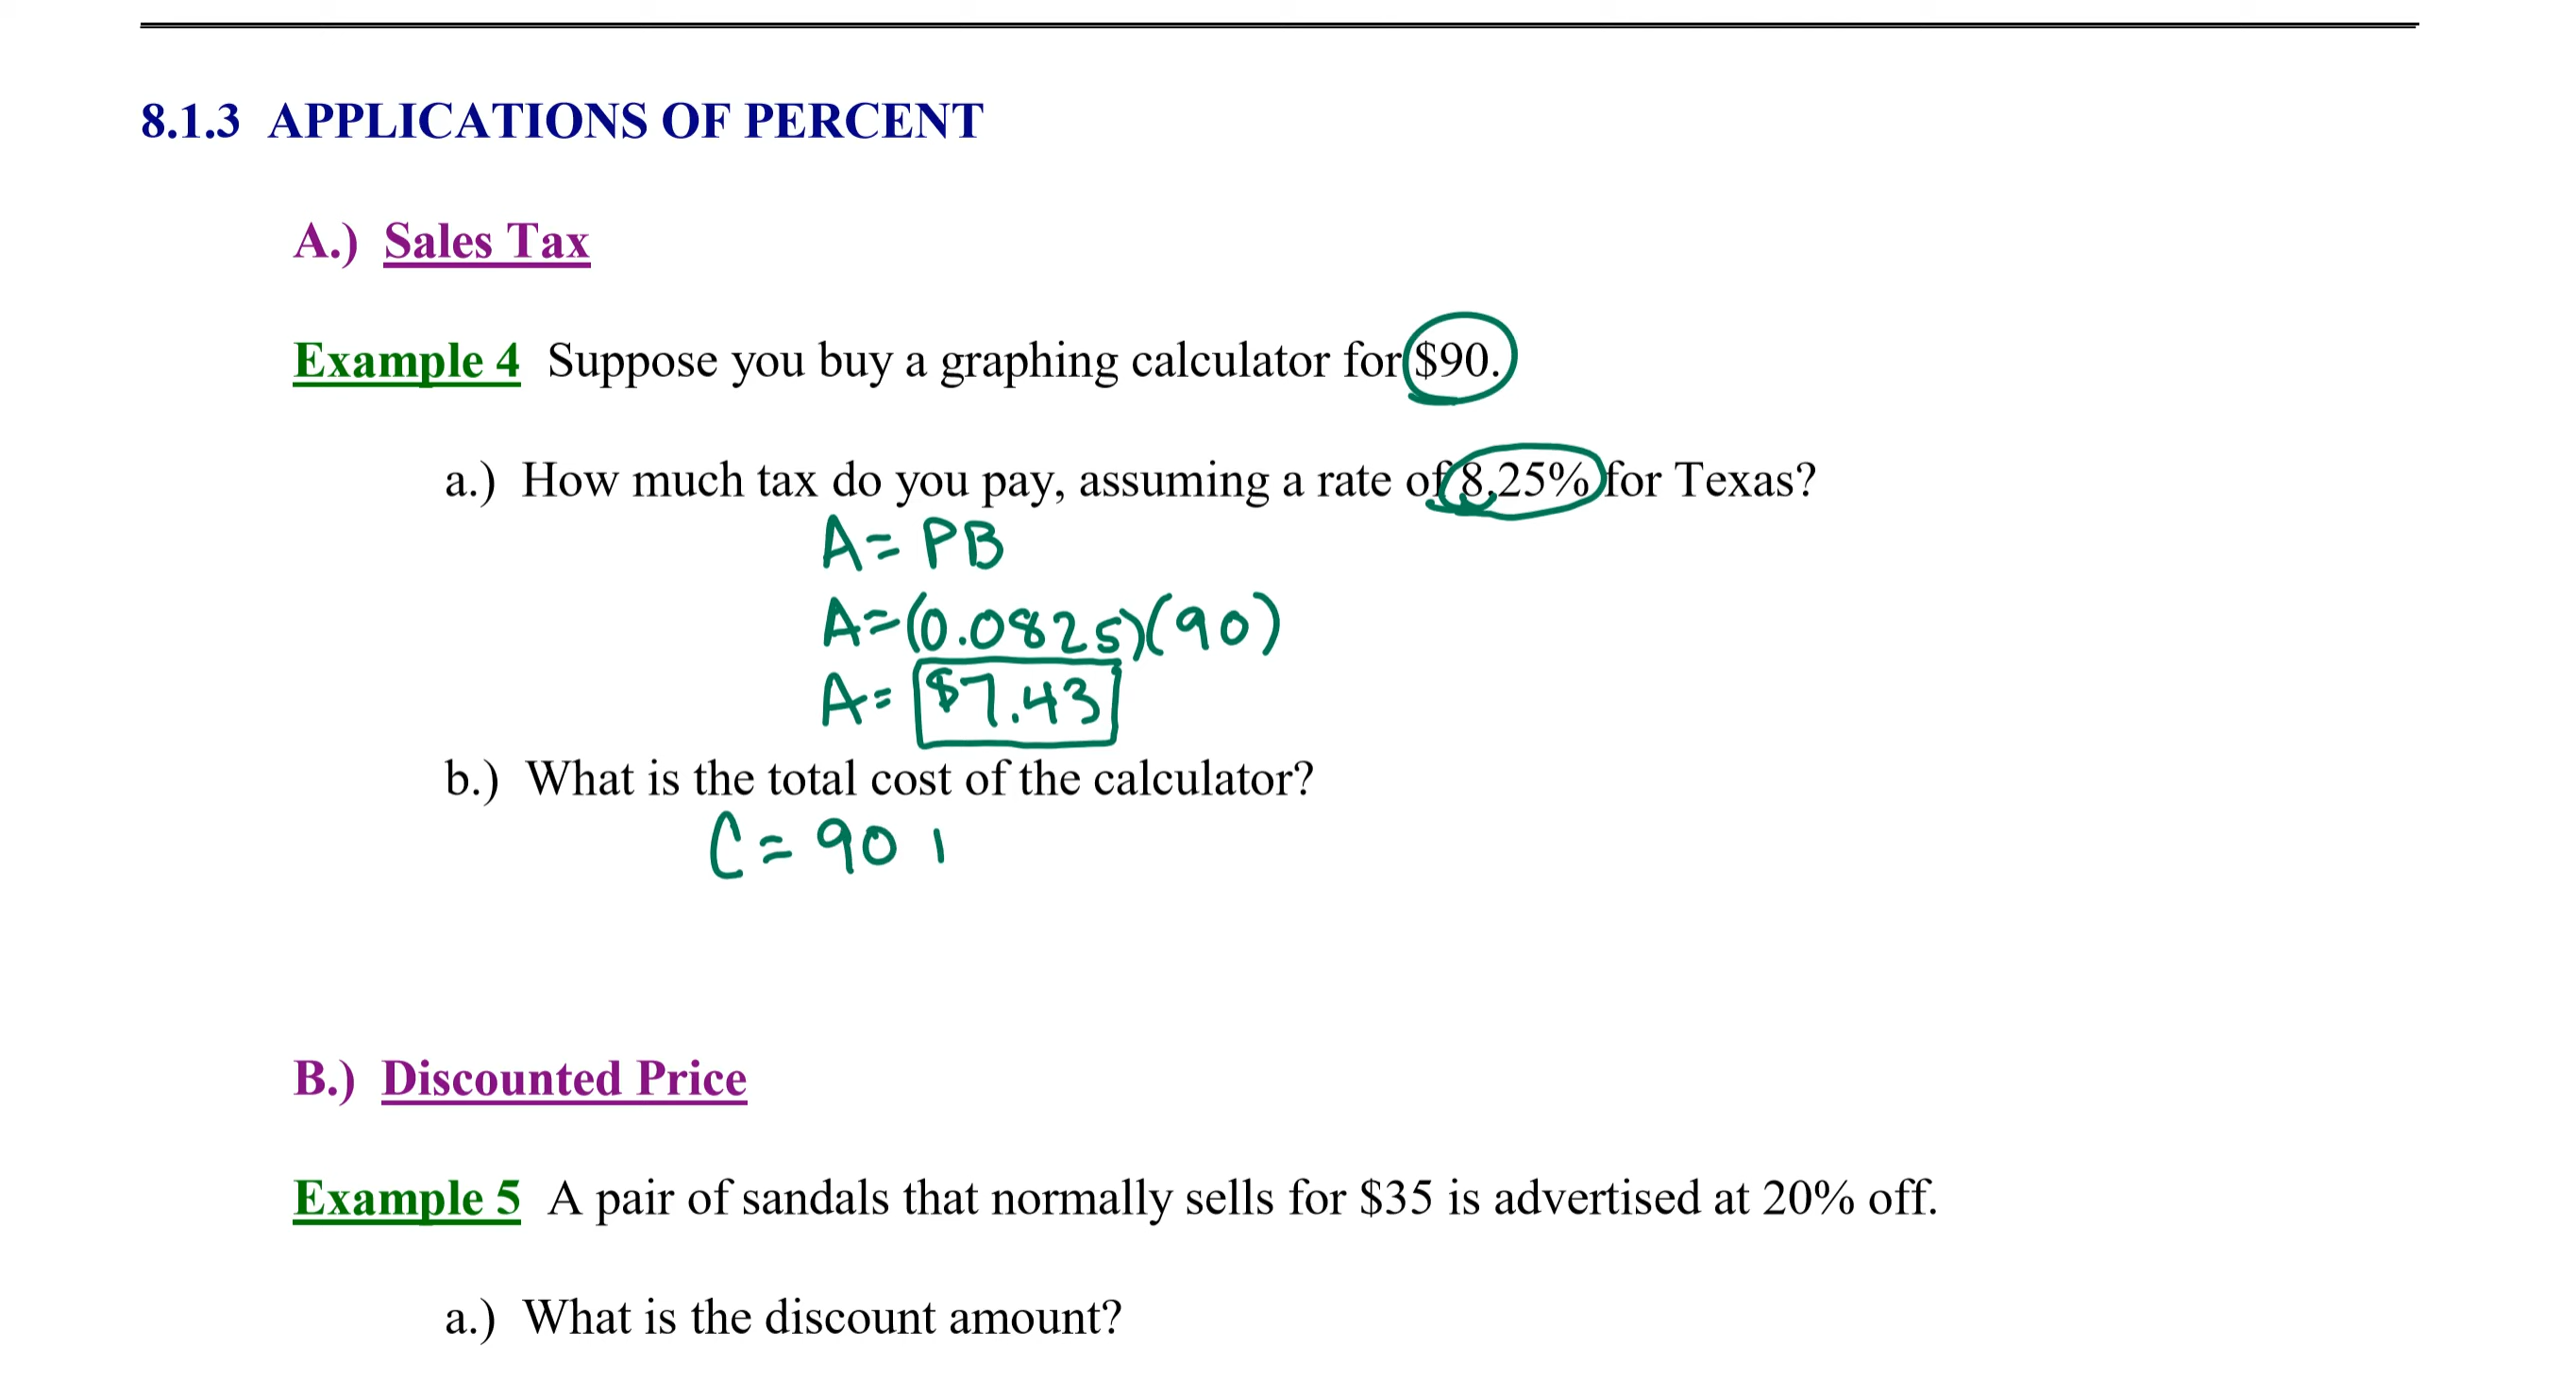 8.1.3 APPLICATIONS OF PERCENT
A.) Sales Tax
Example 4 Suppose you buy a graphing calculator for $90.
a.) How much tax do you pay, assuming a rate of 8.25% for Texas?
A = PB
A = (0.0825)(90)
A = $7.43
b.) What is the total cost of the calculator?
C = 90 |
B.) Discounted Price
Example 5 A pair of sandals that normally sells for $35 is advertised at 20% off.
a.) What is the discount amount?